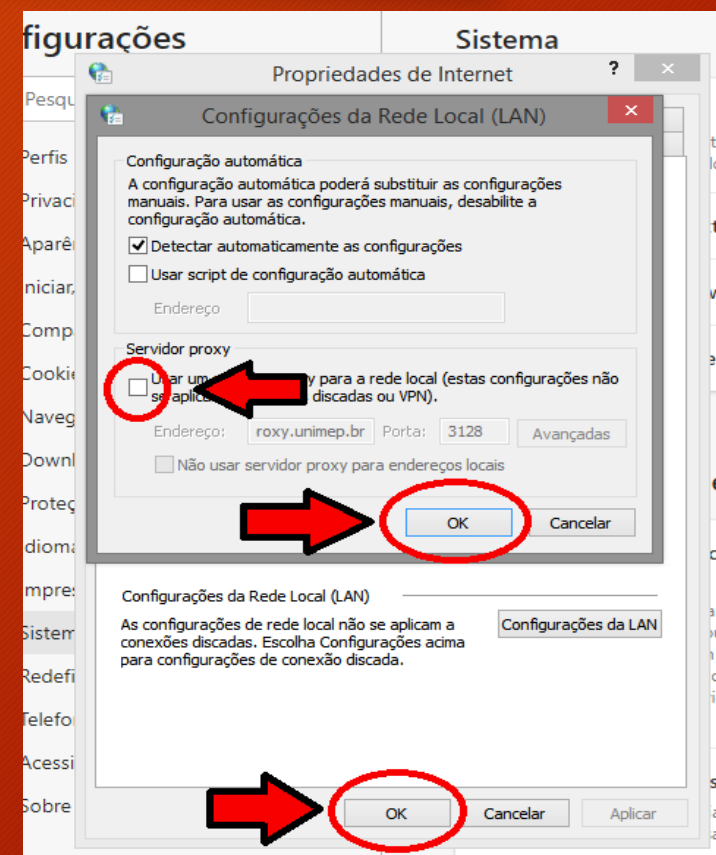 figurações
Sistema
Propriedades de Internet
?
Configurações da Rede Local (LAN)
Configuração automática
A configuração automática poderá substituir as configurações
manuais. Para usar as configurações manuais, desabilite a
configuração automática.
Detectar automaticamente as configurações
Usar script de configuração automática
Endereço
Servidor proxy
para a rede local (estas configurações não
discadas ou VPN).
Endereço: roxy.unimep.br Porta: 3128 Avançadas
Não usar servidor proxy para endereços locais
OK Cancelar
Configurações da Rede Local (LAN)
As configurações de rede local não se aplicam a
conexões discadas. Escolha Configurações acima
para configurações de conexão discada.
Configurações da LAN
OK Cancelar Aplicar
Pesqu
Perfis
Privaci
Aparê
niciar,
Comp
Cookie
Naveg
Downl
Proteç
dioma
mpres
Sistem
Redefi
Telefo
Acessi
Sobre